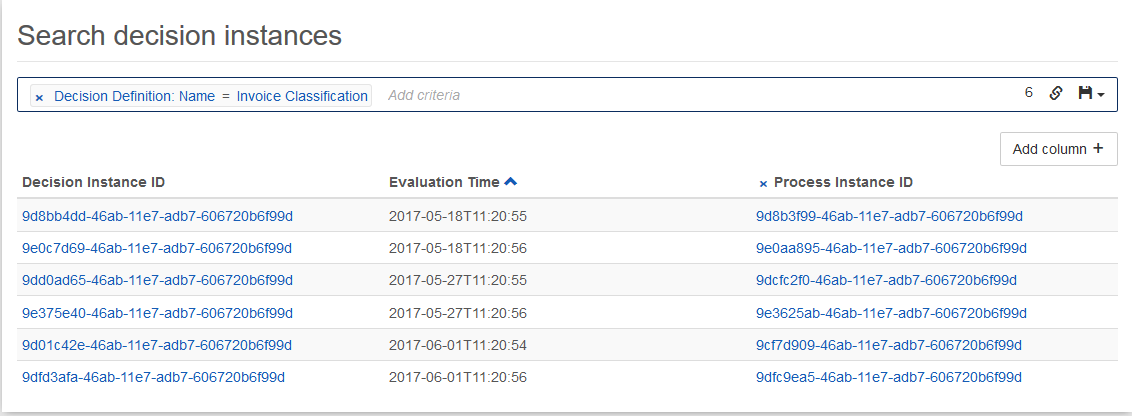 Search decision instances
× Decision Definition: Name = Invoice Classification Add criteria 6
Add column +
Decision Instance ID Evaluation Time × Process Instance ID
9d8bb4dd-46ab-11e7-adb7-606720b6f99d 2017-05-18T11:20:55 9d8b3f99-46ab-11e7-adb7-606720b6f99d
9e0c7d69-46ab-11e7-adb7-606720b6f99d 2017-05-18T11:20:56 9e0aa895-46ab-11e7-adb7-606720b6f99d
9dd0ad65-46ab-11e7-adb7-606720b6f99d 2017-05-27T11:20:55 9dcfc2f0-46ab-11e7-adb7-606720b6f99d
9e375e40-46ab-11e7-adb7-606720b6f99d 2017-05-27T11:20:56 9e3625ab-46ab-11e7-adb7-606720b6f99d
9d01c42e-46ab-11e7-adb7-606720b6f99d 2017-06-01T11:20:54 9cf7d909-46ab-11e7-adb7-606720b6f99d
9dfd3afa-46ab-11e7-adb7-606720b6f99d 2017-06-01T11:20:56 9dfc9ea5-46ab-11e7-adb7-606720b6f99d